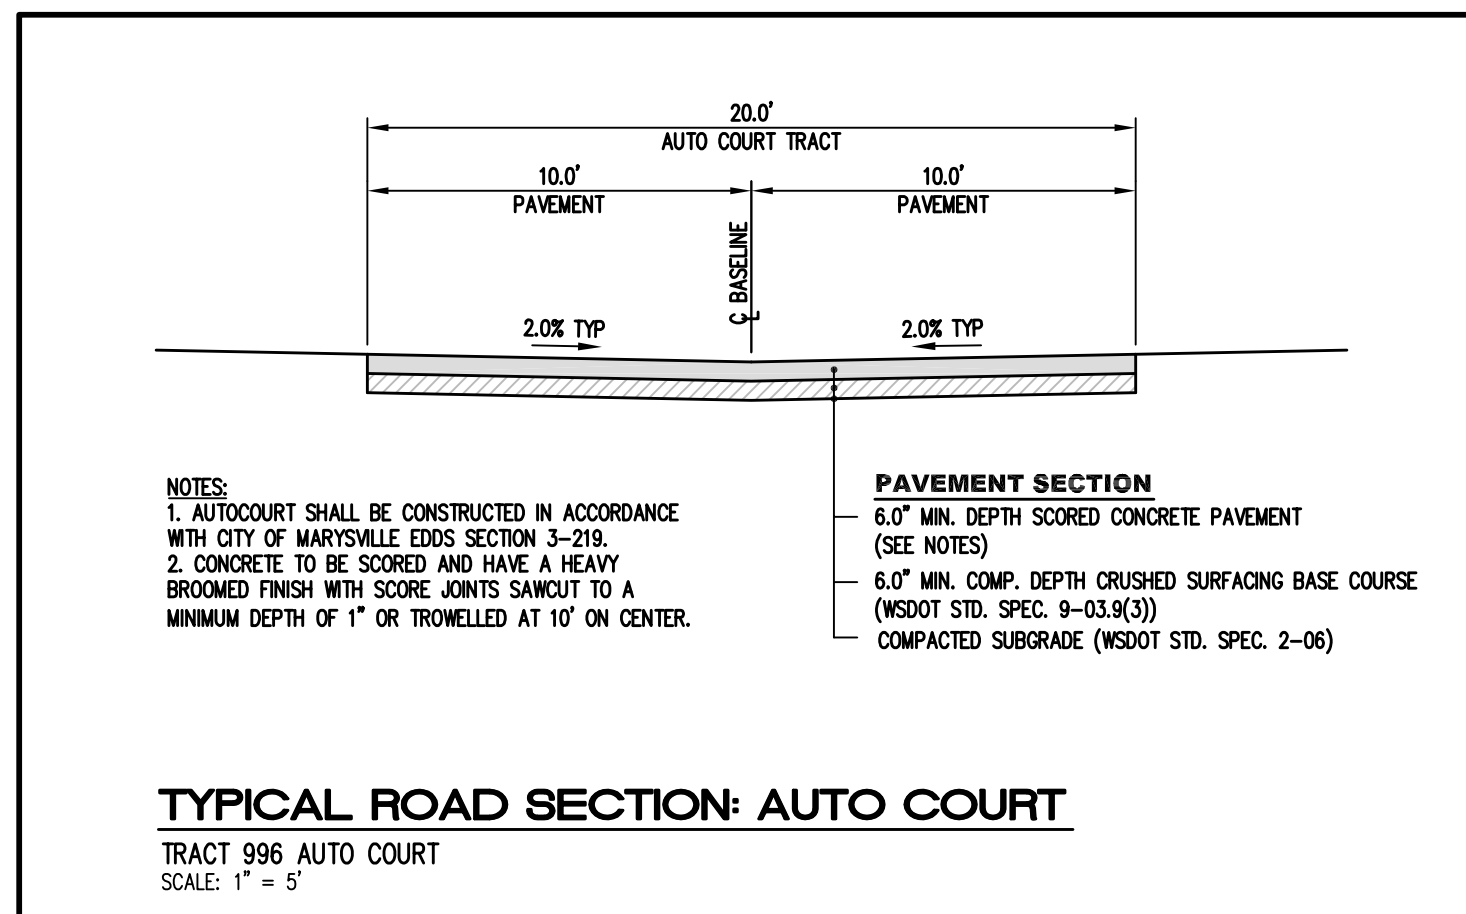 20.0'
AUTO COURT TRACT
10.0'
PAVEMENT
10.0'
PAVEMENT
℄ BASELINE
2.0% TYP
2.0% TYP
NOTES:
1. AUTOCOURT SHALL BE CONSTRUCTED IN ACCORDANCE
WITH CITY OF MARYSVILLE EDDS SECTION 3-219.
2. CONCRETE TO BE SCORED AND HAVE A HEAVY
BROOMED FINISH WITH SCORE JOINTS SAWCUT TO A
MINIMUM DEPTH OF 1" OR TROWELLED AT 10' ON CENTER.
PAVEMENT SECTION
6.0" MIN. DEPTH SCORED CONCRETE PAVEMENT
(SEE NOTES)
6.0" MIN. COMP. DEPTH CRUSHED SURFACING BASE COURSE
(WSDOT STD. SPEC. 9-03.9(3))
COMPACTED SUBGRADE (WSDOT STD. SPEC. 2-06)
TYPICAL ROAD SECTION: AUTO COURT
TRACT 996 AUTO COURT
SCALE: 1" = 5'